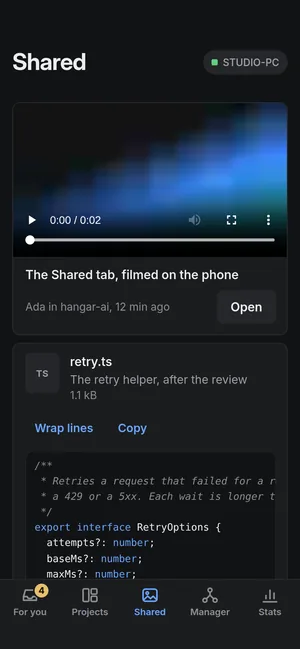 Shared
STUDIO-PC
0:00 / 0:02
The Shared tab, filmed on the phone
Ada in hangar-ai, 12 min ago
Open
TS
retry.ts
The retry helper, after the review
1.1 kB
Wrap lines
Copy
/**
* Retries a request that failed for a r
* a 429 or a 5xx. Each wait is longer t
*/
export interface RetryOptions {
attempts?: number;
baseMs?: number;
maxMs?: number;
4
For you
Projects
Shared
Manager
Stats